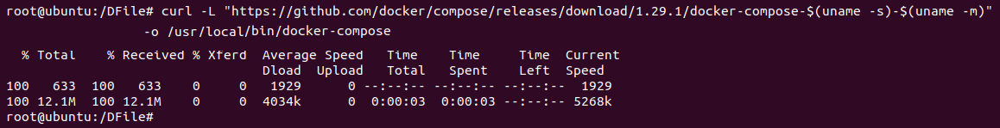 root@ubuntu:/DFile# curl -L "https://github.com/docker/compose/releases/download/1.29.1/docker-compose-$(uname -s)-$(uname -m)"
-o /usr/local/bin/docker-compose
% Total % Received % Xferd Average Speed Time Time Time Current
Dload Upload Total Spent Left Speed
100 633 100 633 0 0 1929 0 --:--:-- --:--:-- --:--:-- 1929
100 12.1M 100 12.1M 0 0 4034k 0 0:00:03 0:00:03 --:--:-- 5268k
root@ubuntu:/DFile#